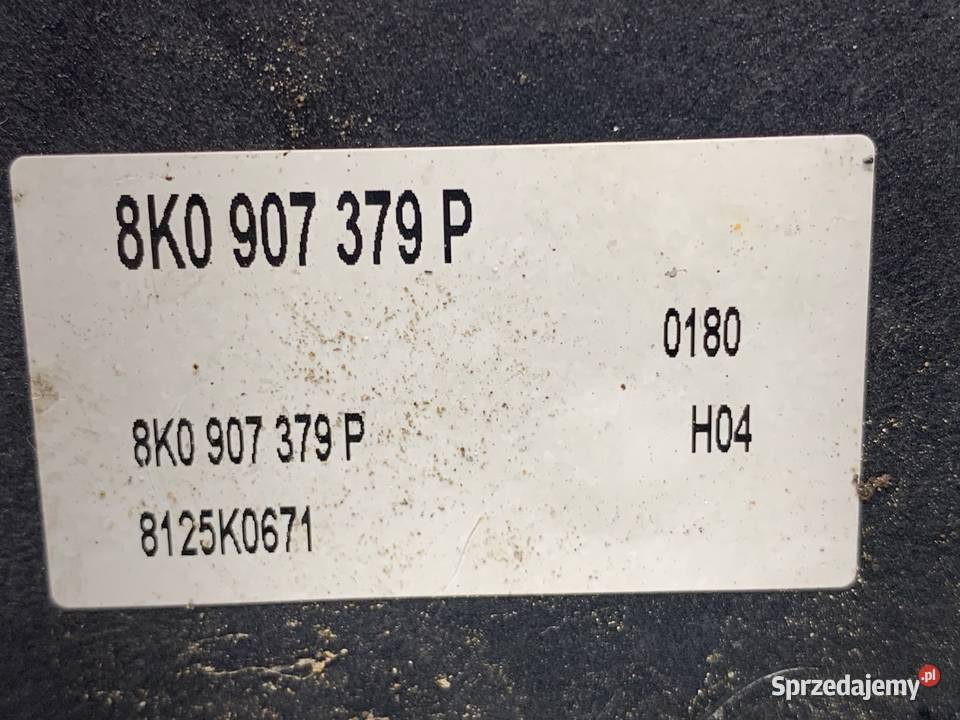 8K0 907 379 P
0180
8K0 907 379 P
H04
8125K0671
Sprzedajemy.pl